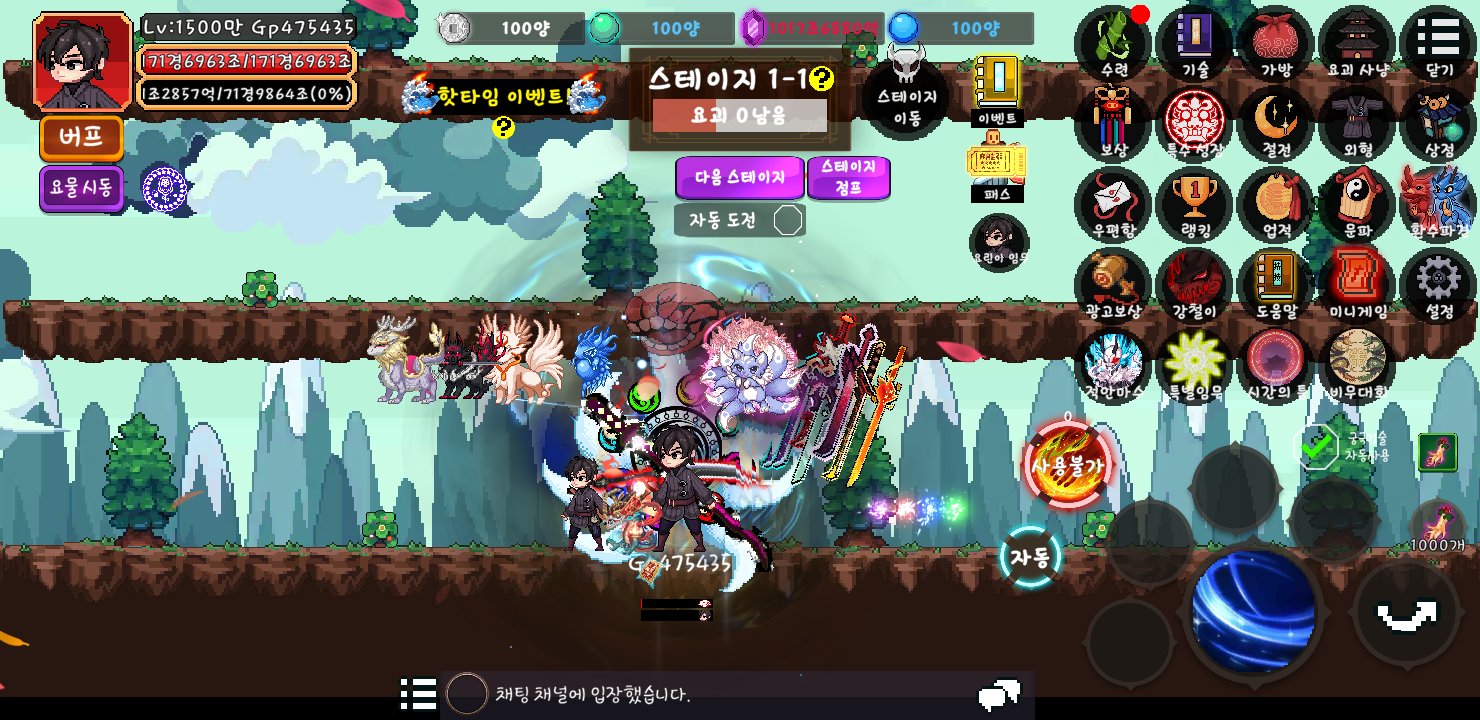 Lv:1500만 Gp475435
171경6963조/171경6963조
조2857억/71경9864조(0%)
버프
요물시동
100양
100양
100양
핫타임 이벤트!
?
스테이지 1-1?
요괴 0남음
다음 스테이지
스테이지
점프
자동 도전
스테이지
이동
이벤트
패스
수련
기술
가방
요괴 사냥
닫기
보상
특수성장
결전
외형
상점
우편함
랭킹
1
업적
문파
환수파견
광고보상
강철이
도움말
미니게임
설정
특별임무
시간의 틈
비무대회
0
사용불가
자동사용
자동
1000개
475435
채팅 채널에 입장했습니다.